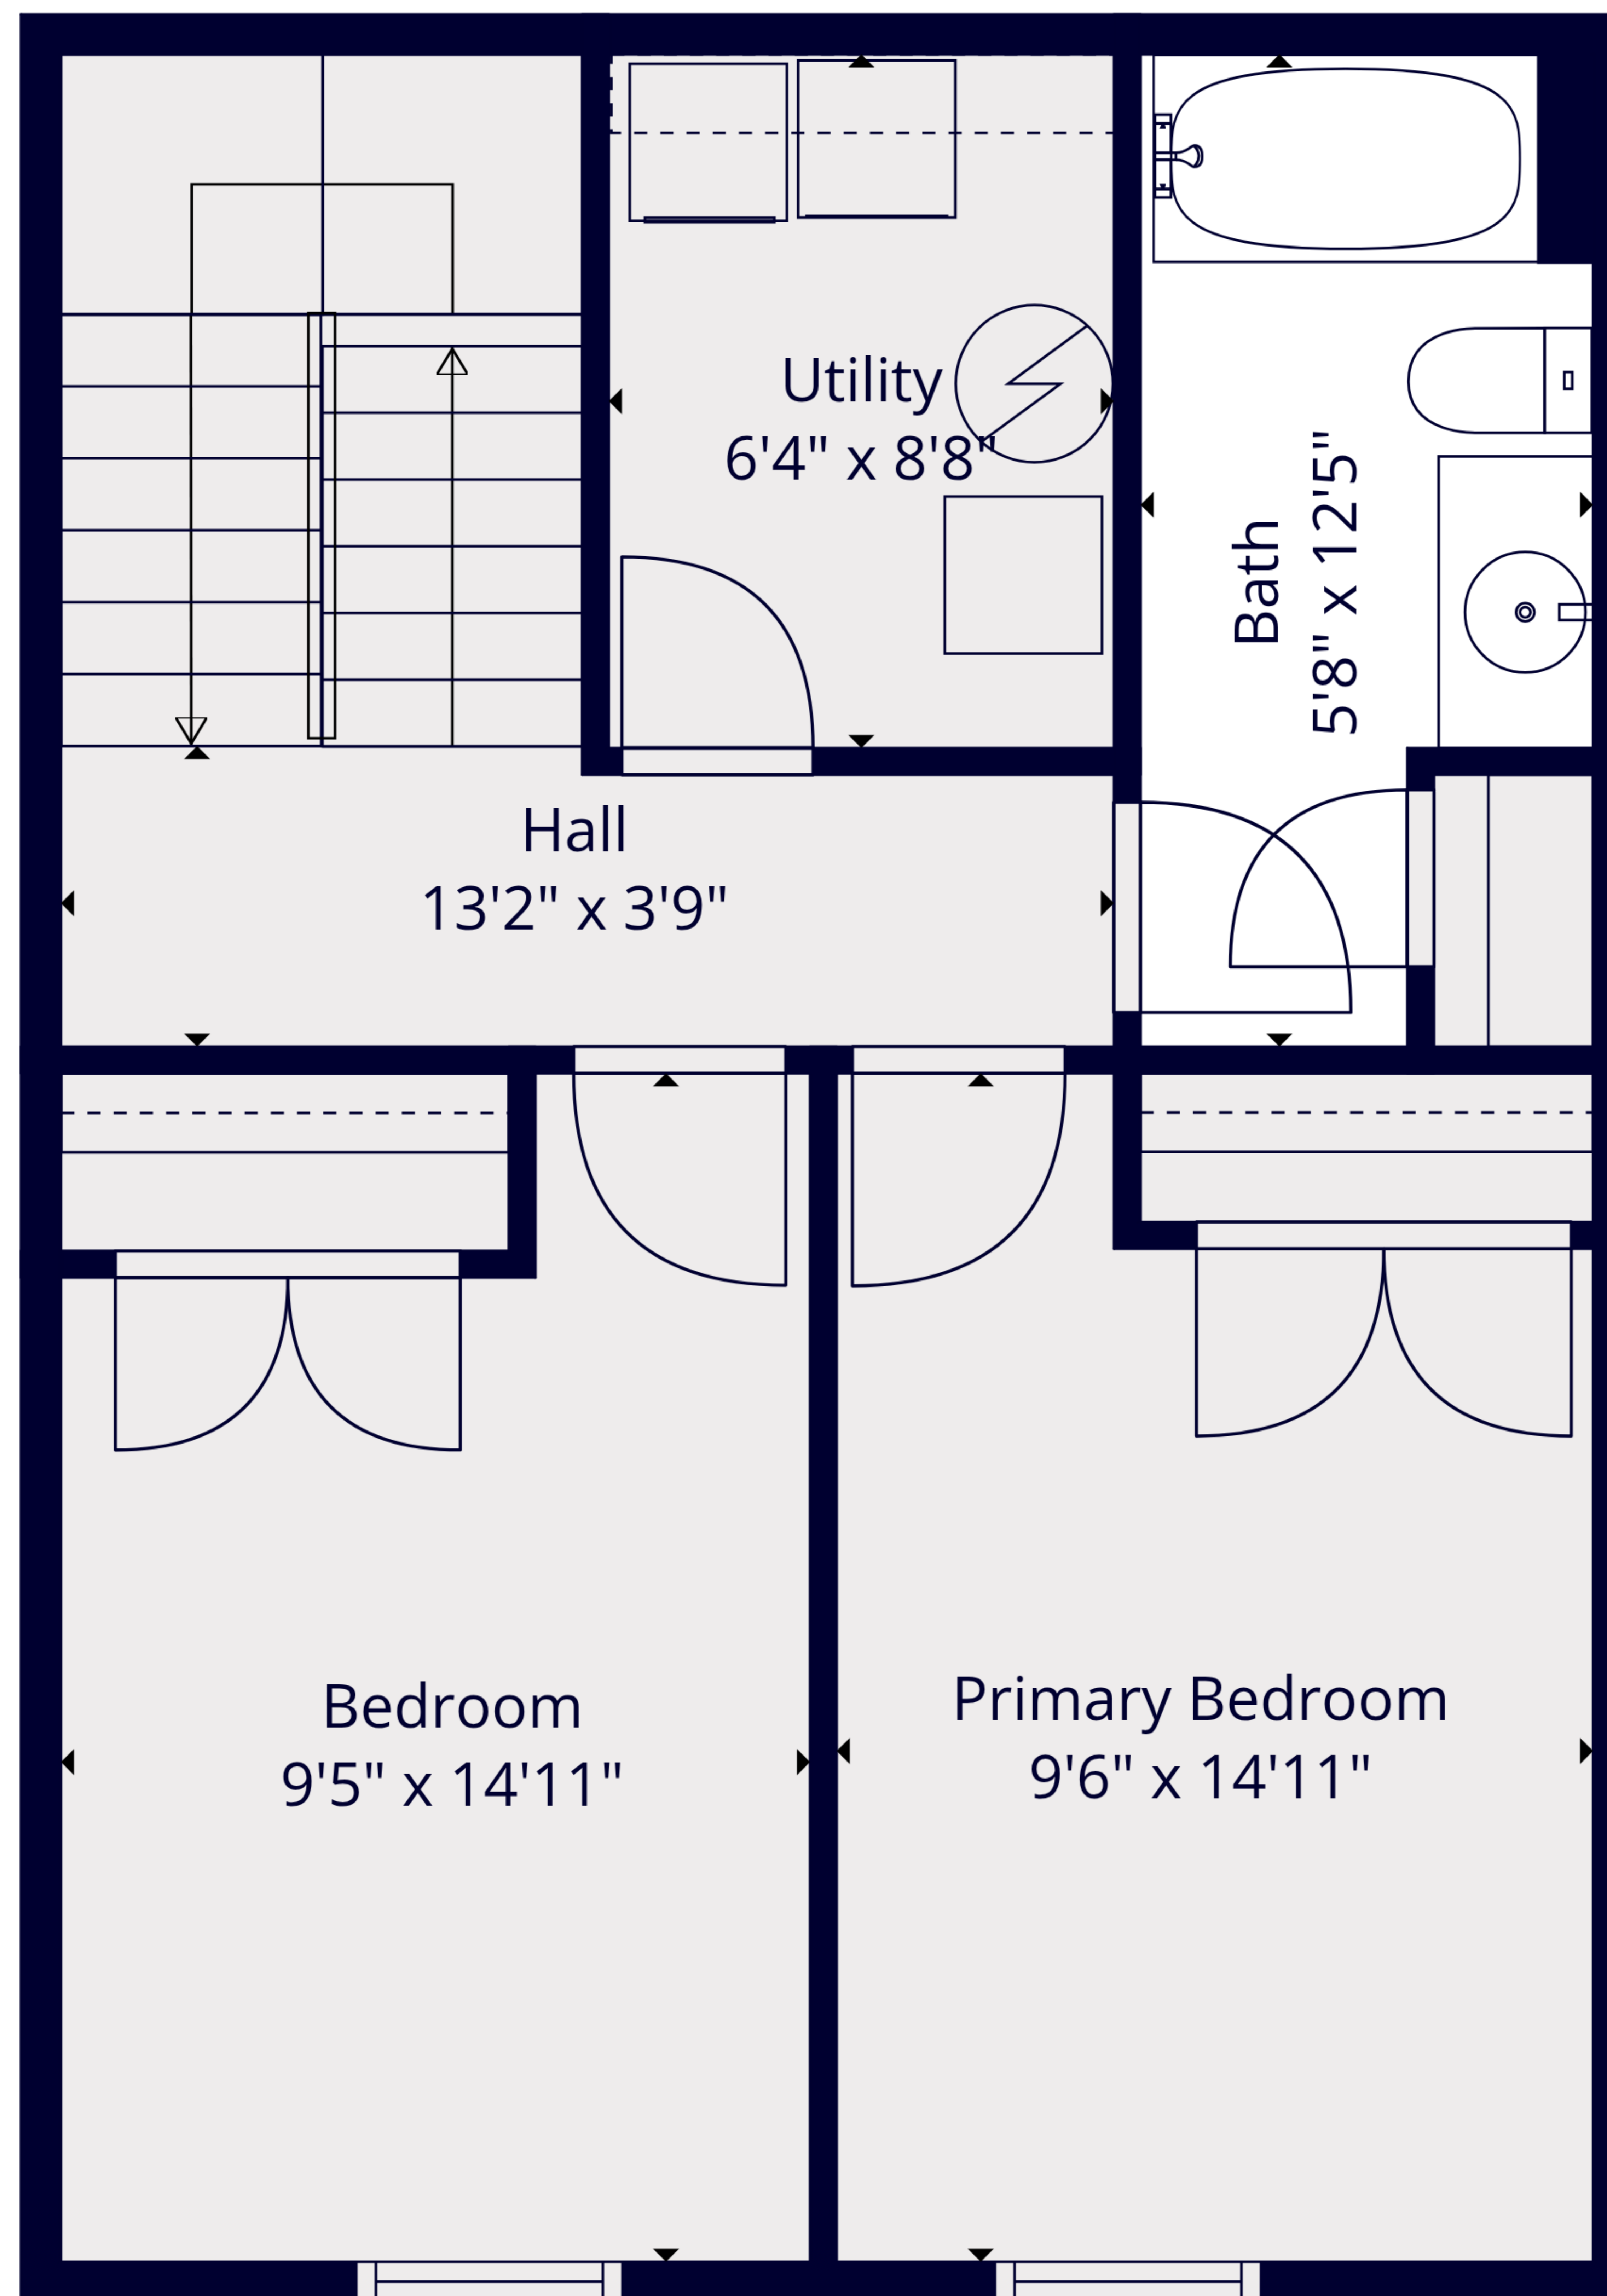 Utility
6'4" x 8'8"
Bath
5'8" x 12'5"
Hall
13'2" x 3'9"
Bedroom
9'5" x 14'11"
Primary Bedroom
9'6" x 14'11"